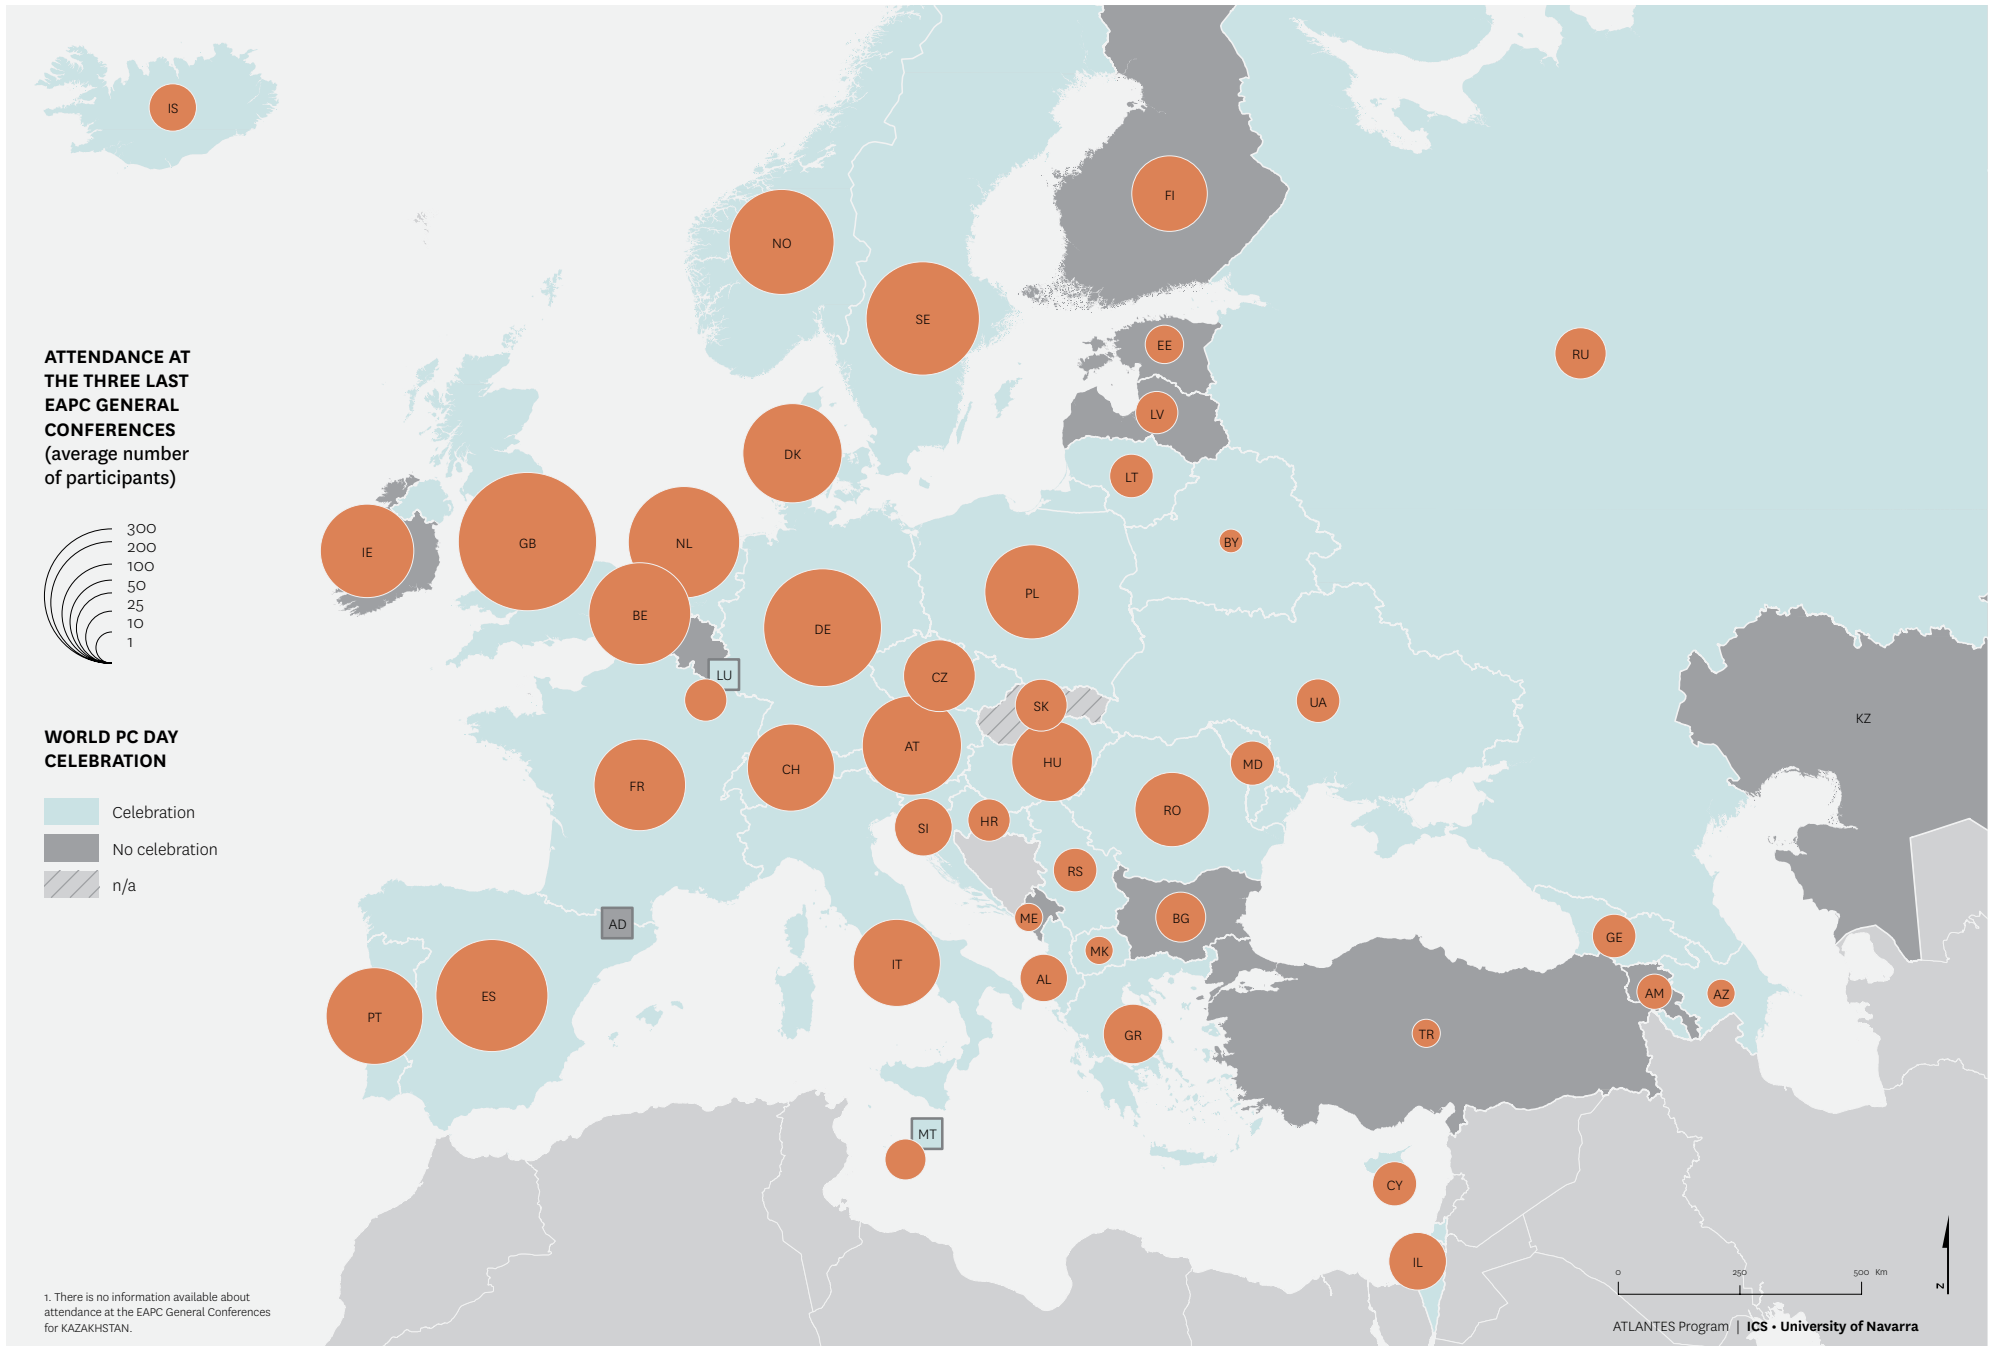 IS
NO
FI
SE
EE
RU
ATTENDANCE AT
THE THREE LAST
EAPC GENERAL
CONFERENCES
(average number
of participants)
LV
DK
LT
300
200
100
50
25
10
1
IE
GB
NL
BY
BE
DE
PL
LU
CZ
SK
UA
KZ
WORLD PC DAY
CELEBRATION
Celebration
No celebration
n/a
FR
CH
AT
HU
MD
RO
SI
HR
RS
AD
ME
BG
MK
GE
IT
AL
AM
AZ
PT
ES
GR
TR
MT
CY
IL
0 250 500 Km
N
1. There is no information available about
attendance at the EAPC General Conferences
for KAZAKHSTAN.
ATLANTES Program | ICS • University of Navarra